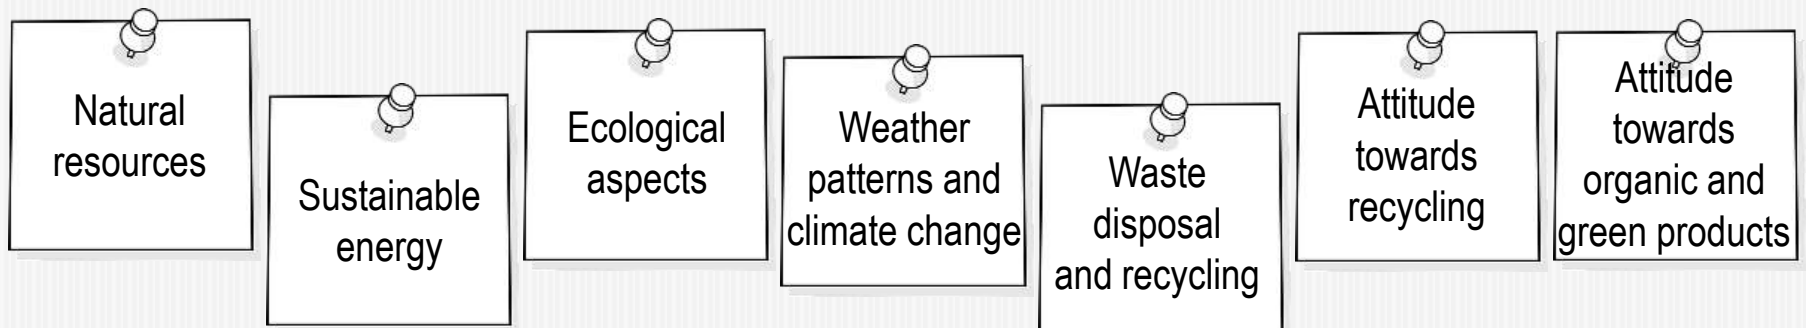 Natural
resources
Sustainable
energy
Ecological
aspects
Weather
patterns and
climate change
Waste
disposal
and recycling
Attitude
towards
recycling
Attitude
towards
organic and
green products